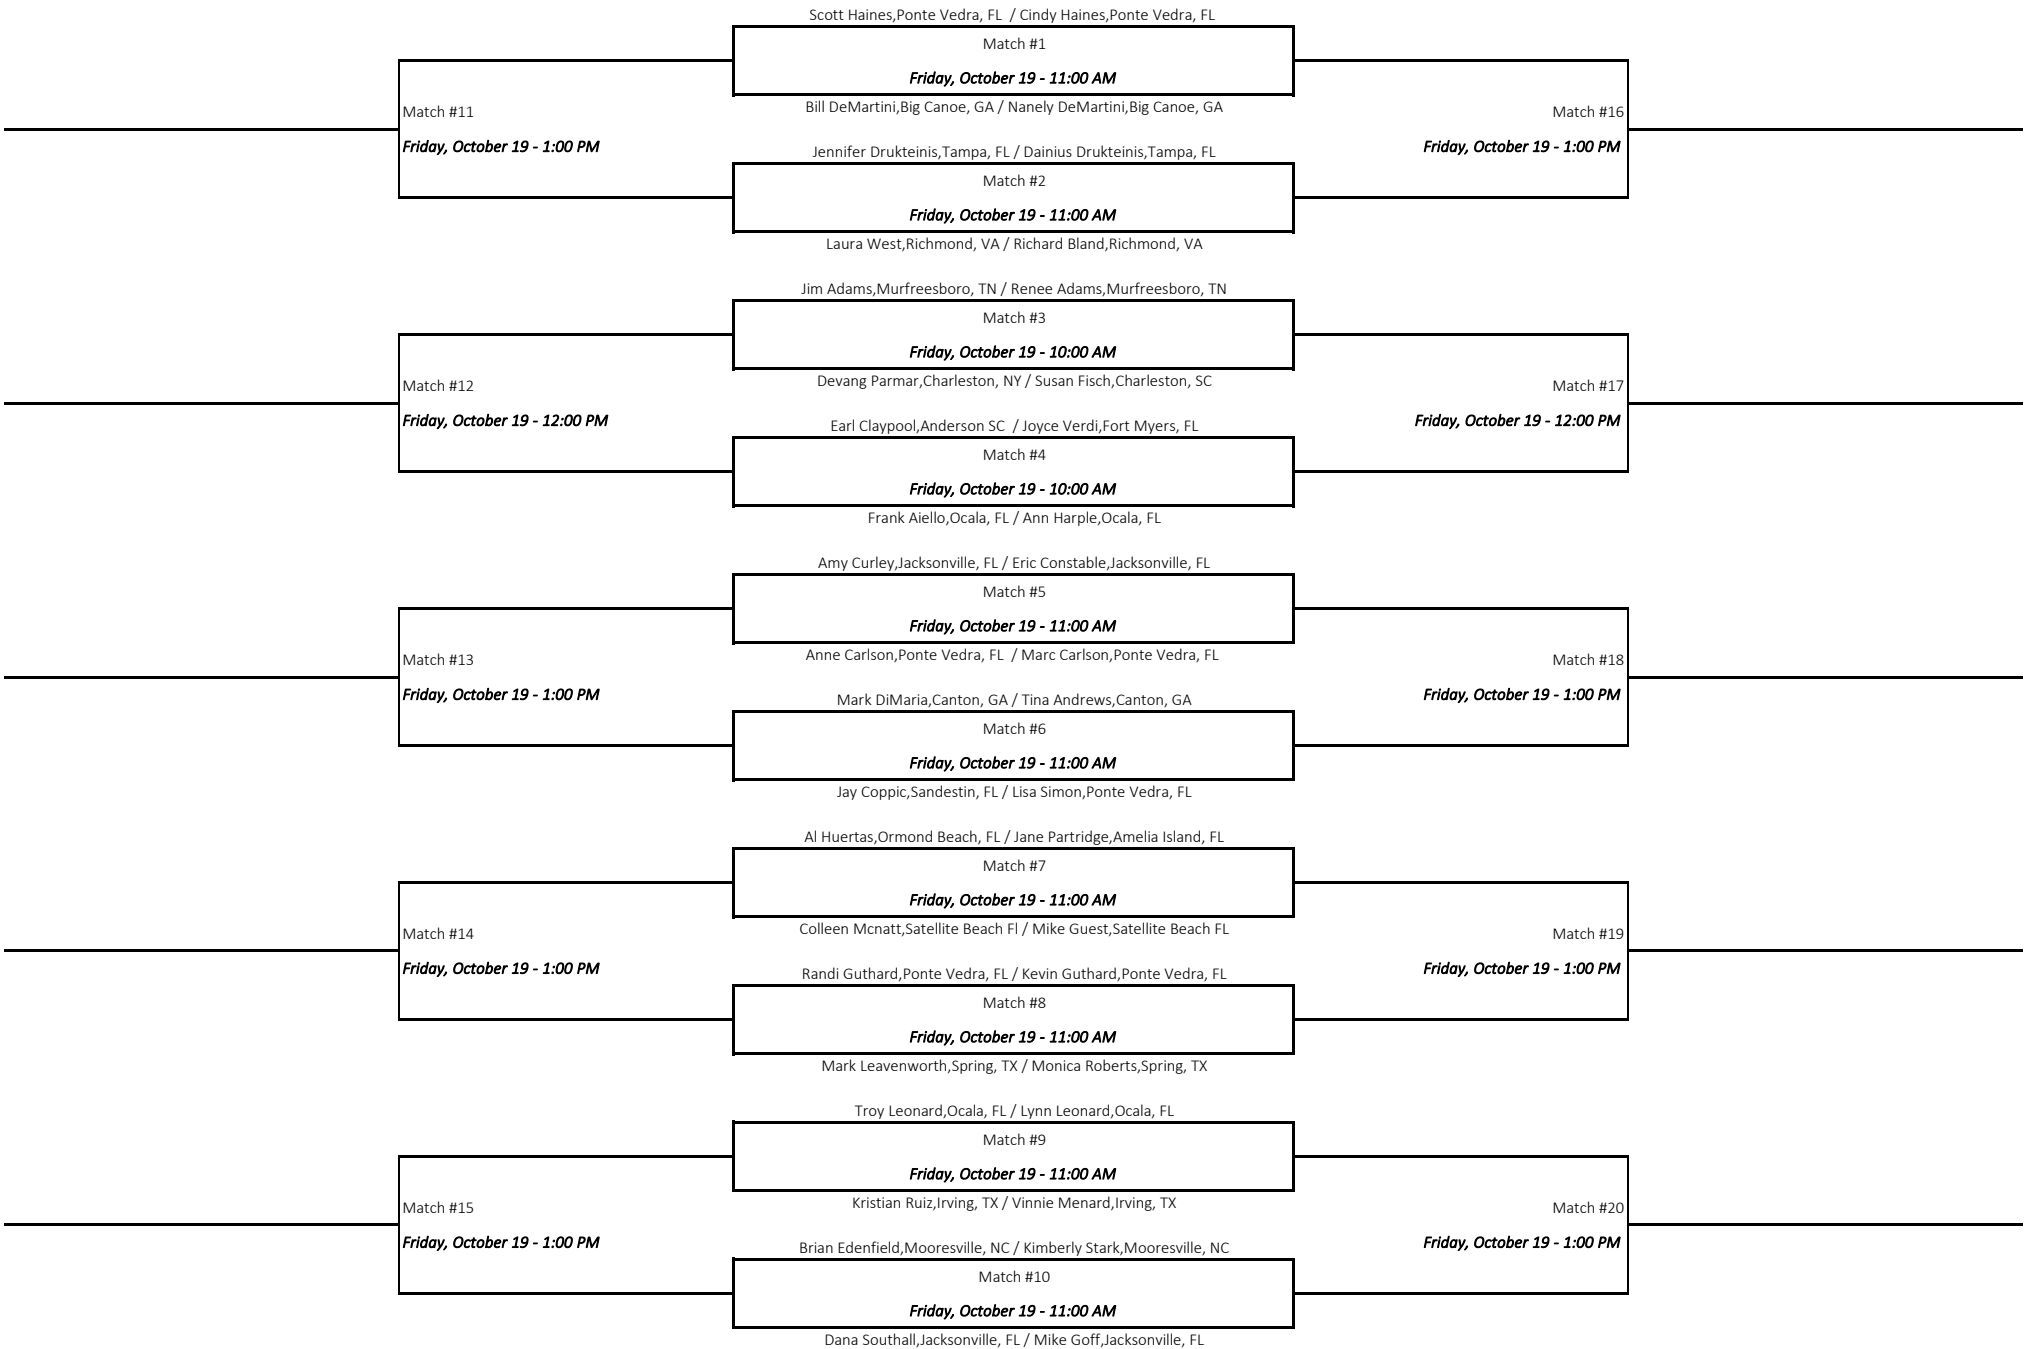 Scott Haines,Ponte Vedra, FL  / Cindy Haines,Ponte Vedra, FL
Match #1
Friday, October 19 - 11:00 AM
Bill DeMartini,Big Canoe, GA / Nanely DeMartini,Big Canoe, GA
Match #11
Friday, October 19 - 1:00 PM
Match #16
Friday, October 19 - 1:00 PM
Jennifer Drukteinis,Tampa, FL / Dainius Drukteinis,Tampa, FL
Match #2
Friday, October 19 - 11:00 AM
Laura West,Richmond, VA / Richard Bland,Richmond, VA
Jim Adams,Murfreesboro, TN / Renee Adams,Murfreesboro, TN
Match #3
Friday, October 19 - 10:00 AM
Devang Parmar,Charleston, NY / Susan Fisch,Charleston, SC
Match #12
Friday, October 19 - 12:00 PM
Match #17
Friday, October 19 - 12:00 PM
Earl Claypool,Anderson SC  / Joyce Verdi,Fort Myers, FL
Match #4
Friday, October 19 - 10:00 AM
Frank Aiello,Ocala, FL / Ann Harple,Ocala, FL
Amy Curley,Jacksonville, FL / Eric Constable,Jacksonville, FL
Match #5
Friday, October 19 - 11:00 AM
Anne Carlson,Ponte Vedra, FL  / Marc Carlson,Ponte Vedra, FL
Match #13
Friday, October 19 - 1:00 PM
Match #18
Friday, October 19 - 1:00 PM
Mark DiMaria,Canton, GA / Tina Andrews,Canton, GA
Match #6
Friday, October 19 - 11:00 AM
Jay Coppic,Sandestin, FL / Lisa Simon,Ponte Vedra, FL
Al Huertas,Ormond Beach, FL / Jane Partridge,Amelia Island, FL
Match #7
Friday, October 19 - 11:00 AM
Colleen Mcnatt,Satellite Beach Fl / Mike Guest,Satellite Beach FL
Match #14
Friday, October 19 - 1:00 PM
Match #19
Friday, October 19 - 1:00 PM
Randi Guthard,Ponte Vedra, FL / Kevin Guthard,Ponte Vedra, FL
Match #8
Friday, October 19 - 11:00 AM
Mark Leavenworth,Spring, TX / Monica Roberts,Spring, TX
Troy Leonard,Ocala, FL / Lynn Leonard,Ocala, FL
Match #9
Friday, October 19 - 11:00 AM
Kristian Ruiz,Irving, TX / Vinnie Menard,Irving, TX
Match #15
Friday, October 19 - 1:00 PM
Match #20
Friday, October 19 - 1:00 PM
Brian Edenfield,Mooresville, NC / Kimberly Stark,Mooresville, NC
Match #10
Friday, October 19 - 11:00 AM
Dana Southall,Jacksonville, FL / Mike Goff,Jacksonville, FL